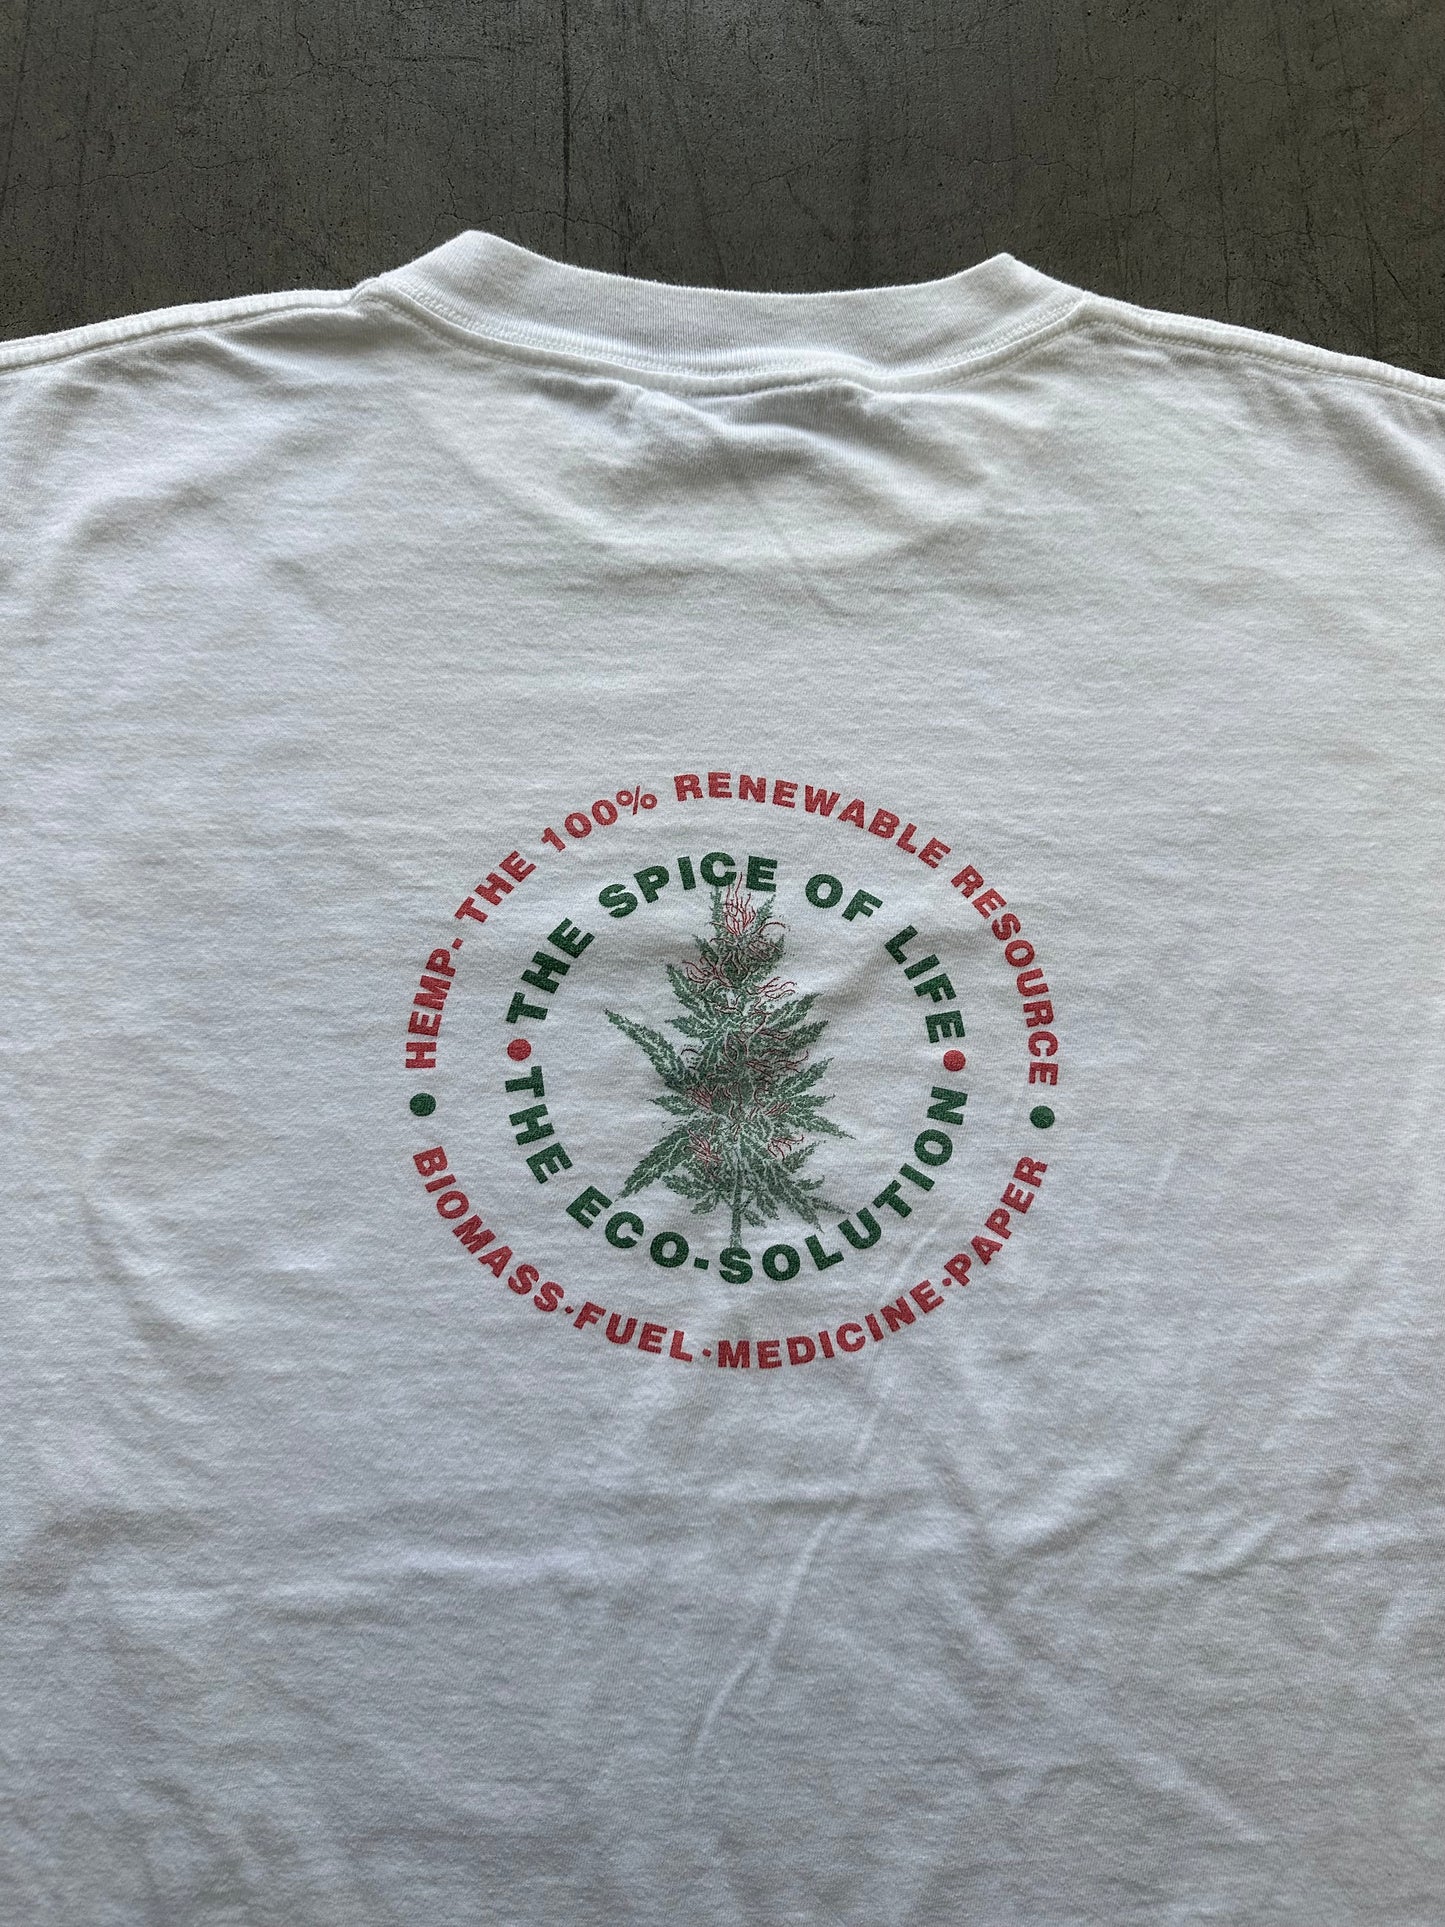 HEMP- THE 100% RENEWABLE RESOURCE
• THE SPICE OF LIFE •
THE ECO-SOLUTION
• BIOMASS·FUEL·MEDICINE·PAPER •